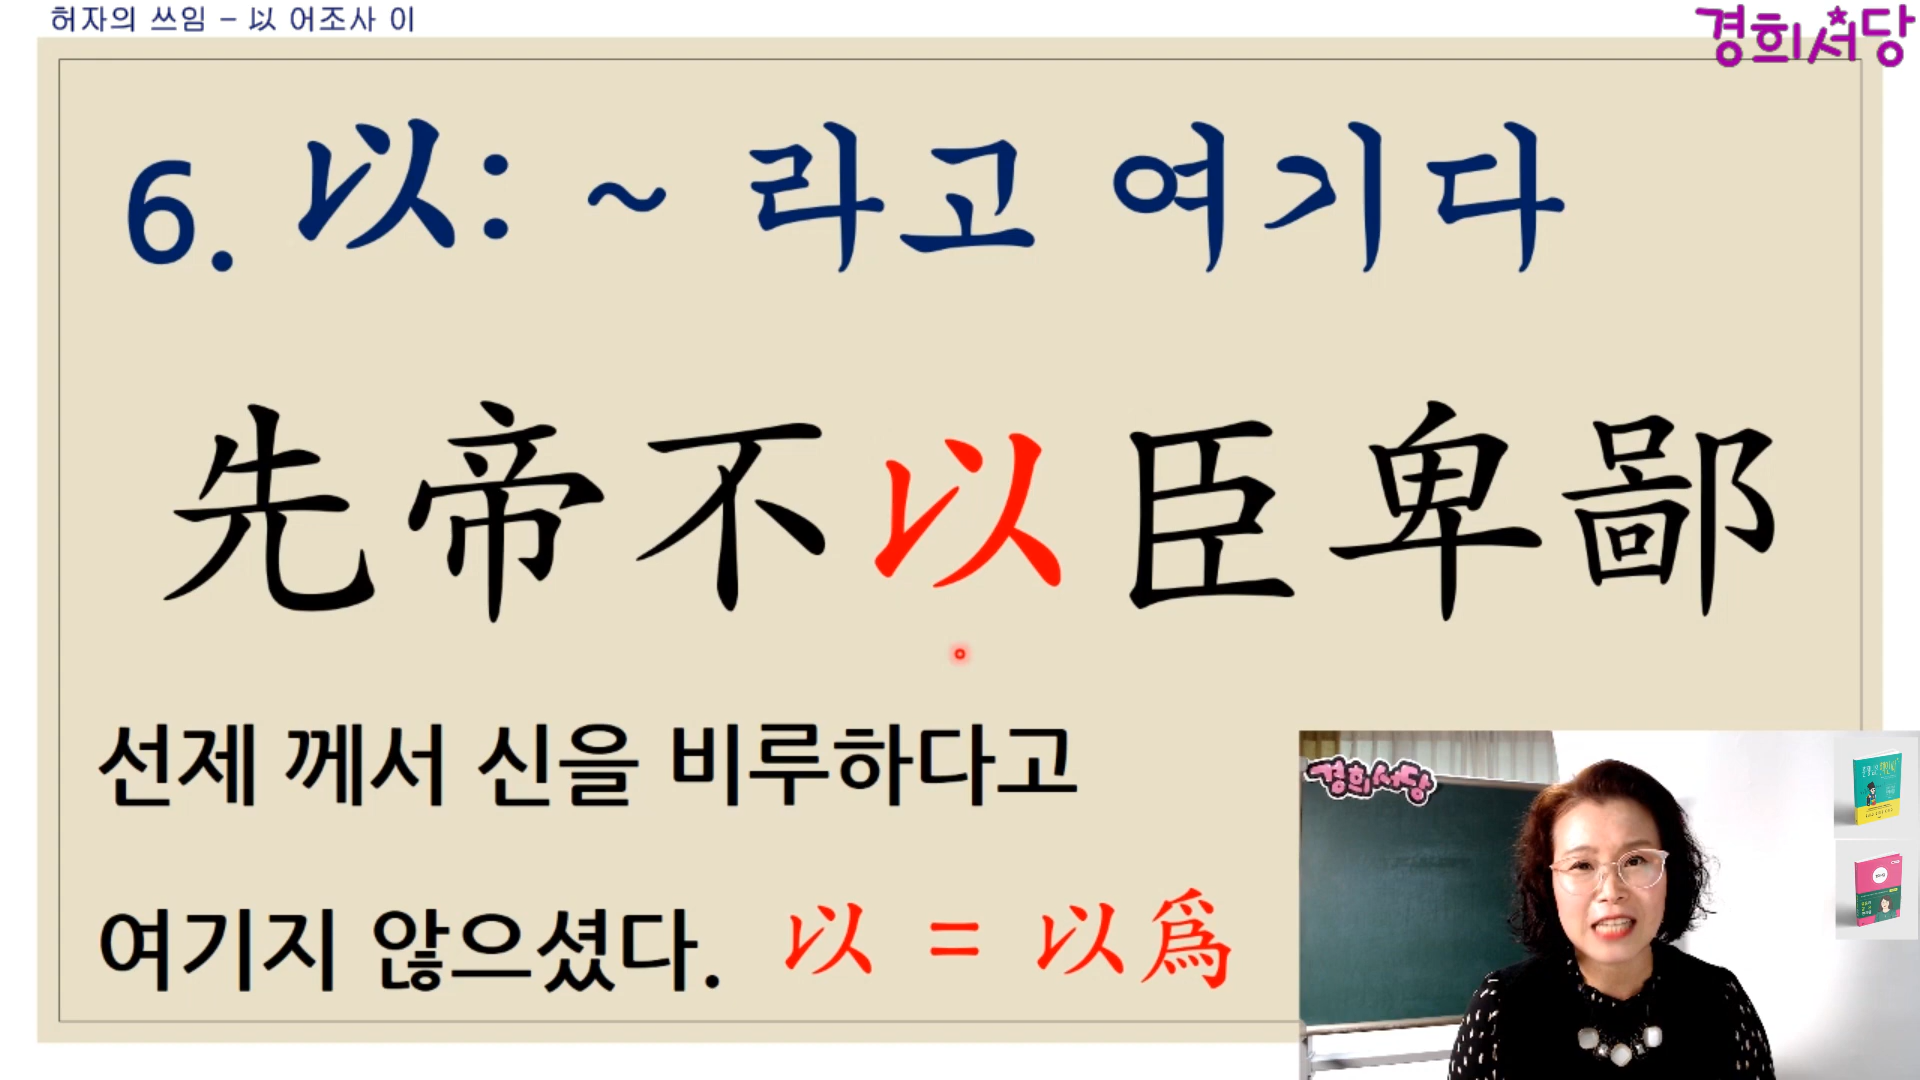 허자의 쓰임 - 以 어조사 이
경희서당
6. 以: ~ 라고 여기다
先帝不以臣卑鄙
선제 께서 신을 비루하다고
여기지 않으셨다. 以 = 以爲
경희서당